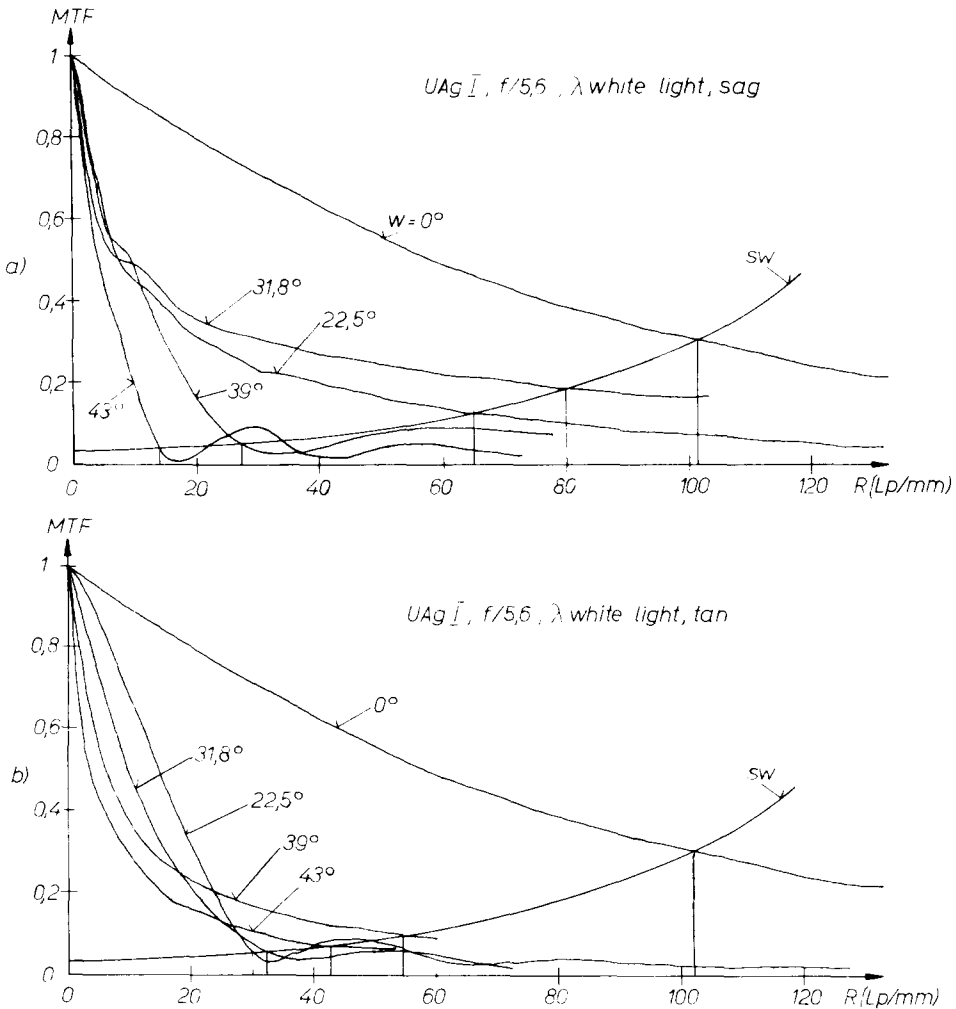 MTF
1
UAg I, f/5,6, λ white light, sag
0,8
0,6
w=0°
a)
SW
31,8°
0,4
22,5°
0,2
39°
43°
0
0 20 40 60 80 100 120 R(Lp/mm)
MTF
1
UAg I, f/5,6, λ white light, tan
0,8
0°
0,6
31,8°
b)
SW
22,5°
0,4
39°
43°
0,2
0
0 20 40 60 80 100 120 R(Lp/mm)